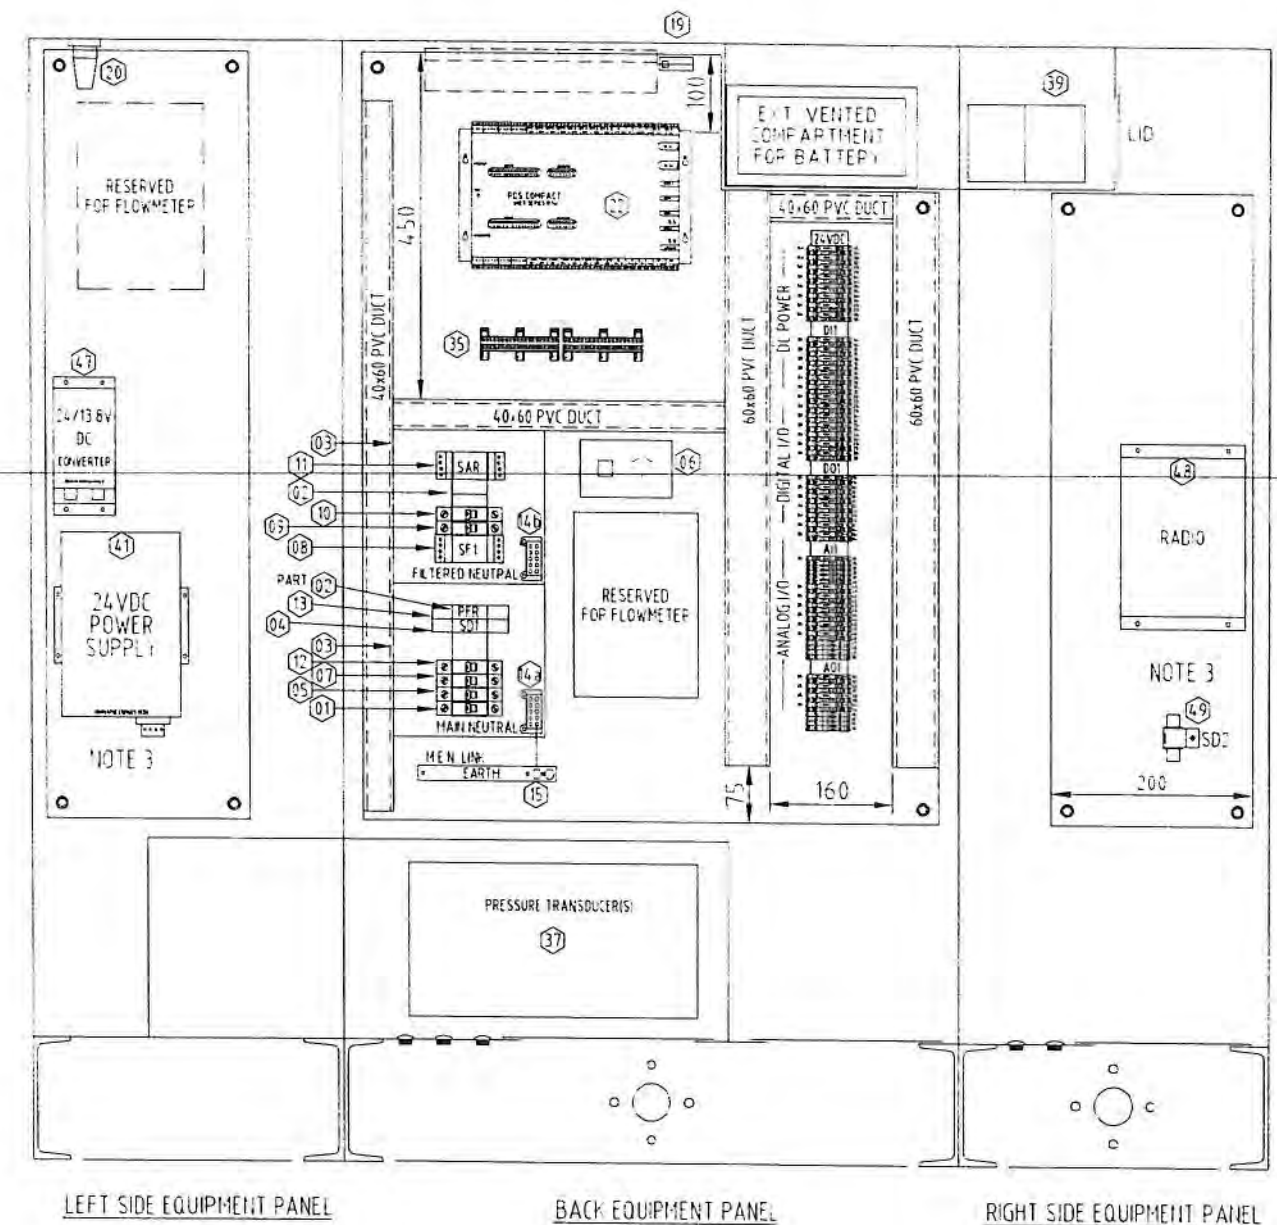 19
20
39
100
EXT VENTED
COMPARTMENT
FOR BATTERY
LID
RESERVED
FOR FLOWMETER
450
PDS COMPACT
22
40x60 PVC DUCT
24VDC
DC POWER
DI1
DIGITAL I/O
DO1
AI1
ANALOG I/O
AO1
60x60 PVC DUCT
60x60 PVC DUCT
40x60 PVC DUCT
35
40x60 PVC DUCT
47
24/13.8V
DC
CONVERTER
03
11
SAR
02
10
09
08
SF1
14b
FILTERED NEUTRAL
06
48
RADIO
41
24VDC
POWER
SUPPLY
NOTE 3
PART
02
13
04
PFR
SD1
03
12
07
05
01
14a
MAIN NEUTRAL
RESERVED
FOR FLOWMETER
M.E.N LINK
EARTH
15
NOTE 3
49
SD2
75
160
200
PRESSURE TRANSDUCER(S)
37
LEFT SIDE EQUIPMENT PANEL
BACK EQUIPMENT PANEL
RIGHT SIDE EQUIPMENT PANEL